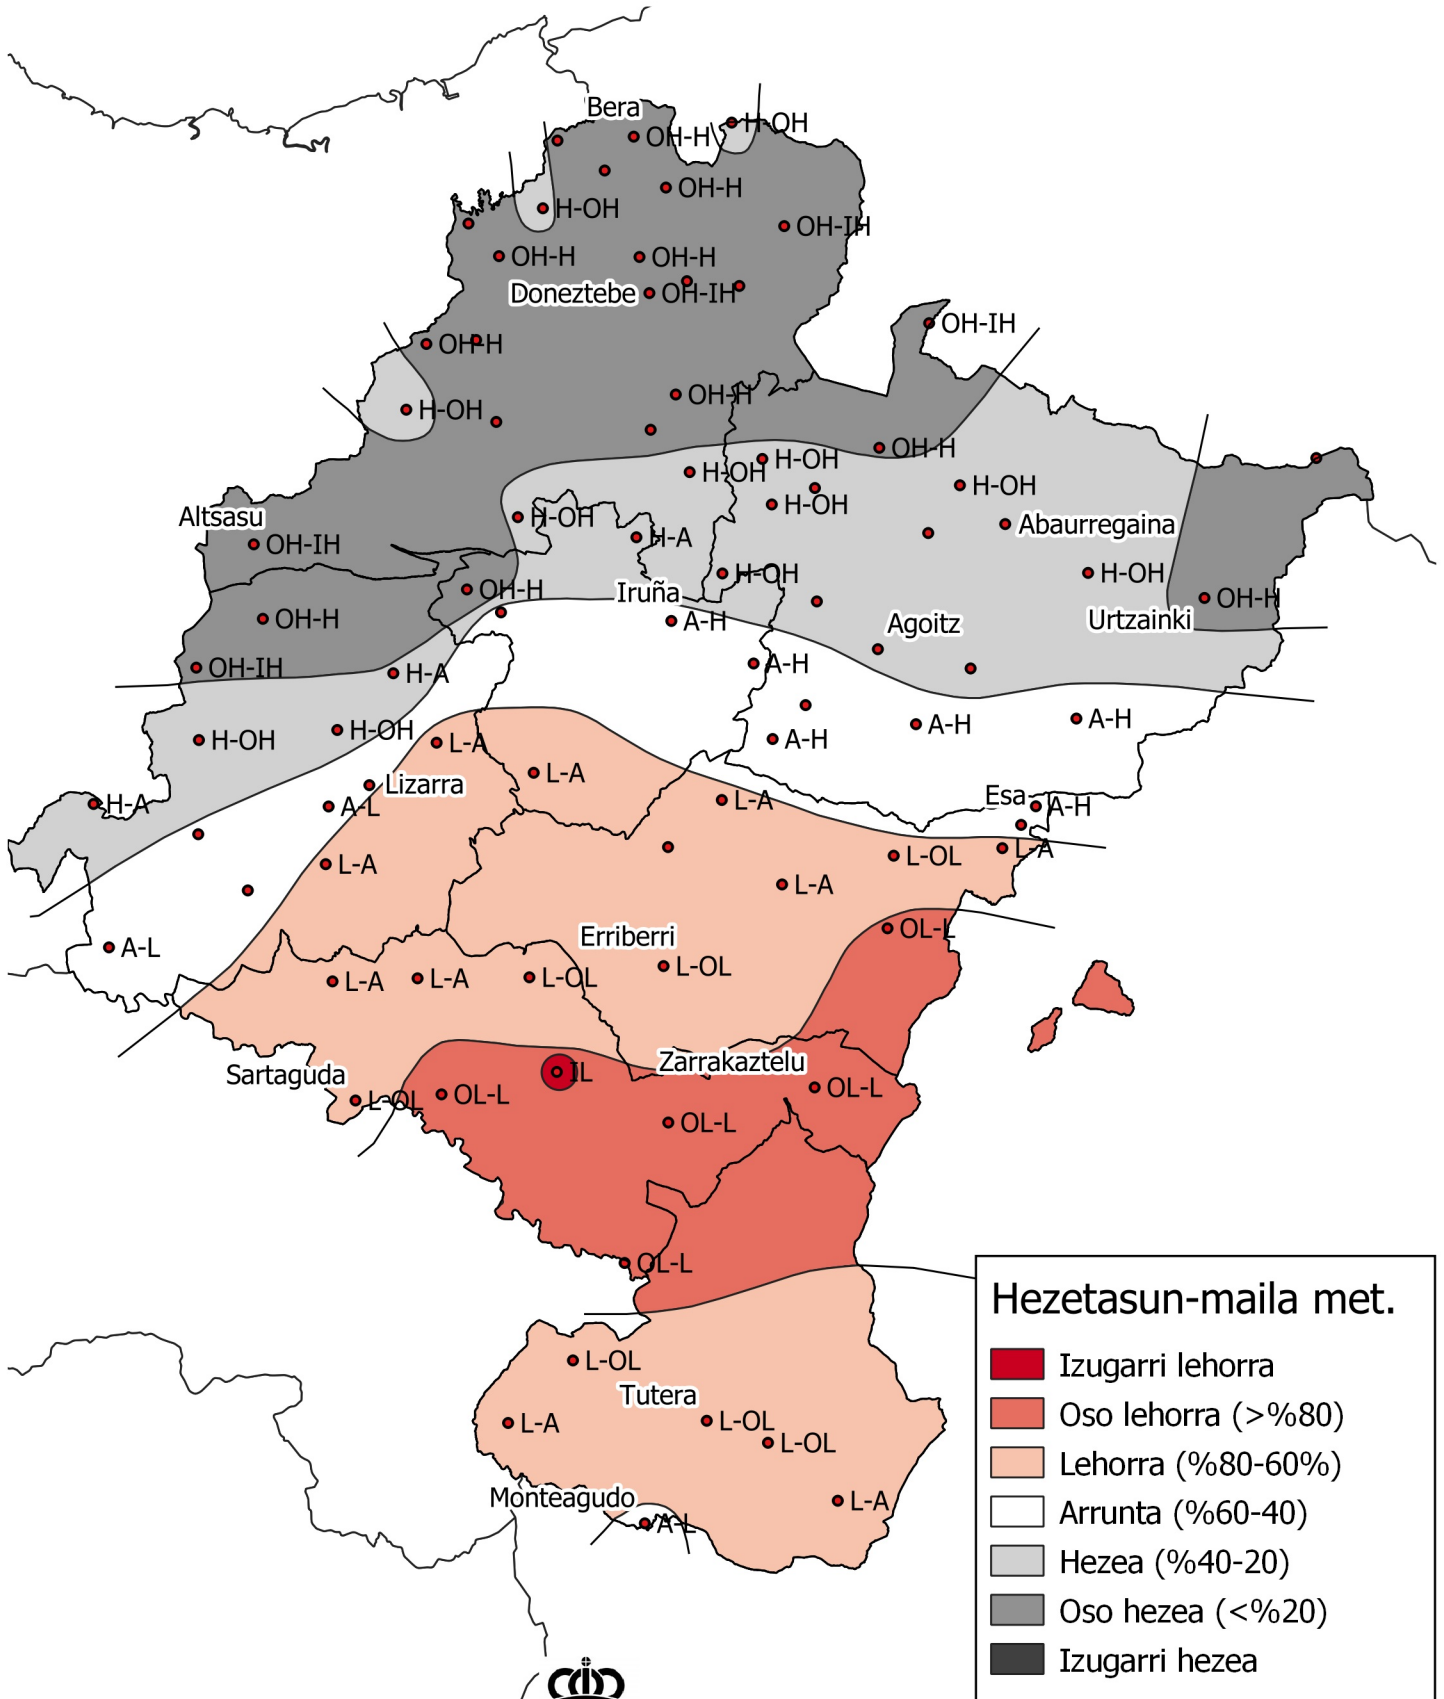 Bera
H-OH
OH-H
OH-H
H-OH
OH-IH
OH-H
OH-H
Doneztebe
OH-IH
OH-IH
OH-H
OH-H
H-OH
OH-H
H-OH
H-OH
H-OH
H-OH
Altsasu
H-OH
Abaurregaina
H-A
OH-IH
H-OH
H-OH
OH-H
Iruña
OH-H
OH-H
A-H
Agoitz
Urtzainki
OH-IH
A-H
H-A
A-H
A-H
H-OH
H-OH
A-H
L-A
L-A
Lizarra
Esa
H-A
A-L
L-A
A-H
L-A
L-OL
L-A
L-A
OL-L
Erriberri
A-L
L-OL
L-A
L-A
L-OL
Zarrakaztelu
Sartaguda
IL
OL-L
L-OL
OL-L
OL-L
OL-L
Hezetasun-maila met.
Izugarri lehorra
Oso lehorra (>%80)
Lehorra (%80-60%)
Arrunta (%60-40)
Hezea (%40-20)
Oso hezea (<%20)
Izugarri hezea
L-OL
Tutera
L-A
L-OL
L-OL
Monteagudo
L-A
A-L